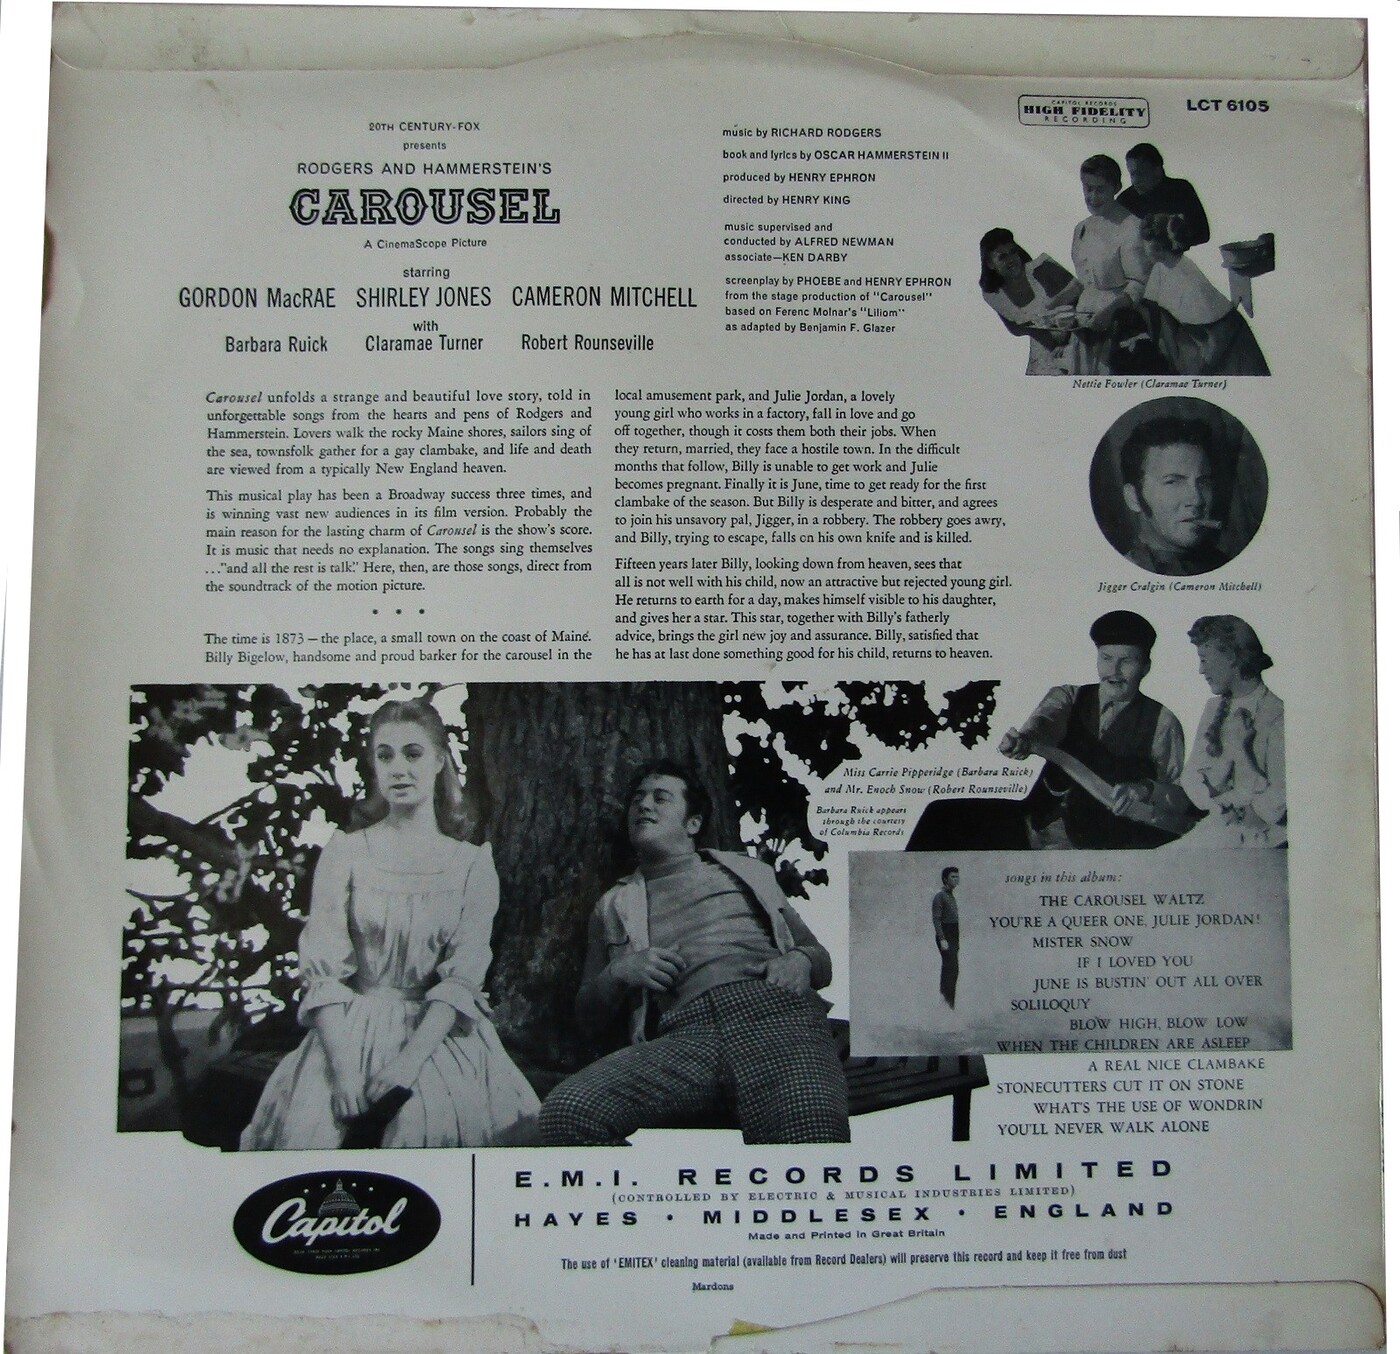 CAPITOL RECORDS
HIGH FIDELITY
RECORDING
LCT 6105
20TH CENTURY-FOX
presents
RODGERS AND HAMMERSTEIN'S
CAROUSEL
A CinemaScope Picture
starring
GORDON MacRAE SHIRLEY JONES CAMERON MITCHELL
with
Barbara Ruick Claramae Turner Robert Rounseville
music by RICHARD RODGERS
book and lyrics by OSCAR HAMMERSTEIN II
produced by HENRY EPHRON
directed by HENRY KING
music supervised and
conducted by ALFRED NEWMAN
associate—KEN DARBY
screenplay by PHOEBE and HENRY EPHRON
from the stage production of "Carousel"
based on Ferenc Molnar's "Liliom"
as adapted by Benjamin F. Glazer
Nettie Fowler (Claramae Turner)
Carousel unfolds a strange and beautiful love story, told in
unforgettable songs from the hearts and pens of Rodgers and
Hammerstein. Lovers walk the rocky Maine shores, sailors sing of
the sea, townsfolk gather for a gay clambake, and life and death
are viewed from a typically New England heaven.
This musical play has been a Broadway success three times, and
is winning vast new audiences in its film version. Probably the
main reason for the lasting charm of Carousel is the show's score.
It is music that needs no explanation. The songs sing themselves
..."and all the rest is talk." Here, then, are those songs, direct from
the soundtrack of the motion picture.
• • •
The time is 1873 — the place, a small town on the coast of Maine.
Billy Bigelow, handsome and proud barker for the carousel in the
local amusement park, and Julie Jordan, a lovely
young girl who works in a factory, fall in love and go
off together, though it costs them both their jobs. When
they return, married, they face a hostile town. In the difficult
months that follow, Billy is unable to get work and Julie
becomes pregnant. Finally it is June, time to get ready for the first
clambake of the season. But Billy is desperate and bitter, and agrees
to join his unsavory pal, Jigger, in a robbery. The robbery goes awry,
and Billy, trying to escape, falls on his own knife and is killed.
Fifteen years later Billy, looking down from heaven, sees that
all is not well with his child, now an attractive but rejected young girl.
He returns to earth for a day, makes himself visible to his daughter,
and gives her a star. This star, together with Billy's fatherly
advice, brings the girl new joy and assurance. Billy, satisfied that
he has at last done something good for his child, returns to heaven.
Jigger Craigin (Cameron Mitchell)
Miss Carrie Pipperidge (Barbara Ruick)
and Mr. Enoch Snow (Robert Rounseville)
Barbara Ruick appears
through the courtesy
of Columbia Records
songs in this album:
THE CAROUSEL WALTZ
YOU'RE A QUEER ONE, JULIE JORDAN!
MISTER SNOW
IF I LOVED YOU
JUNE IS BUSTIN' OUT ALL OVER
SOLILOQUY
BLOW HIGH, BLOW LOW
WHEN THE CHILDREN ARE ASLEEP
A REAL NICE CLAMBAKE
STONECUTTERS CUT IT ON STONE
WHAT'S THE USE OF WONDRIN
YOU'LL NEVER WALK ALONE
Capitol
E.M.I. RECORDS LIMITED
(CONTROLLED BY ELECTRIC & MUSICAL INDUSTRIES LIMITED)
HAYES • MIDDLESEX • ENGLAND
Made and Printed in Great Britain
The use of 'EMITEX' cleaning material (available from Record Dealers) will preserve this record and keep it free from dust
Mardons